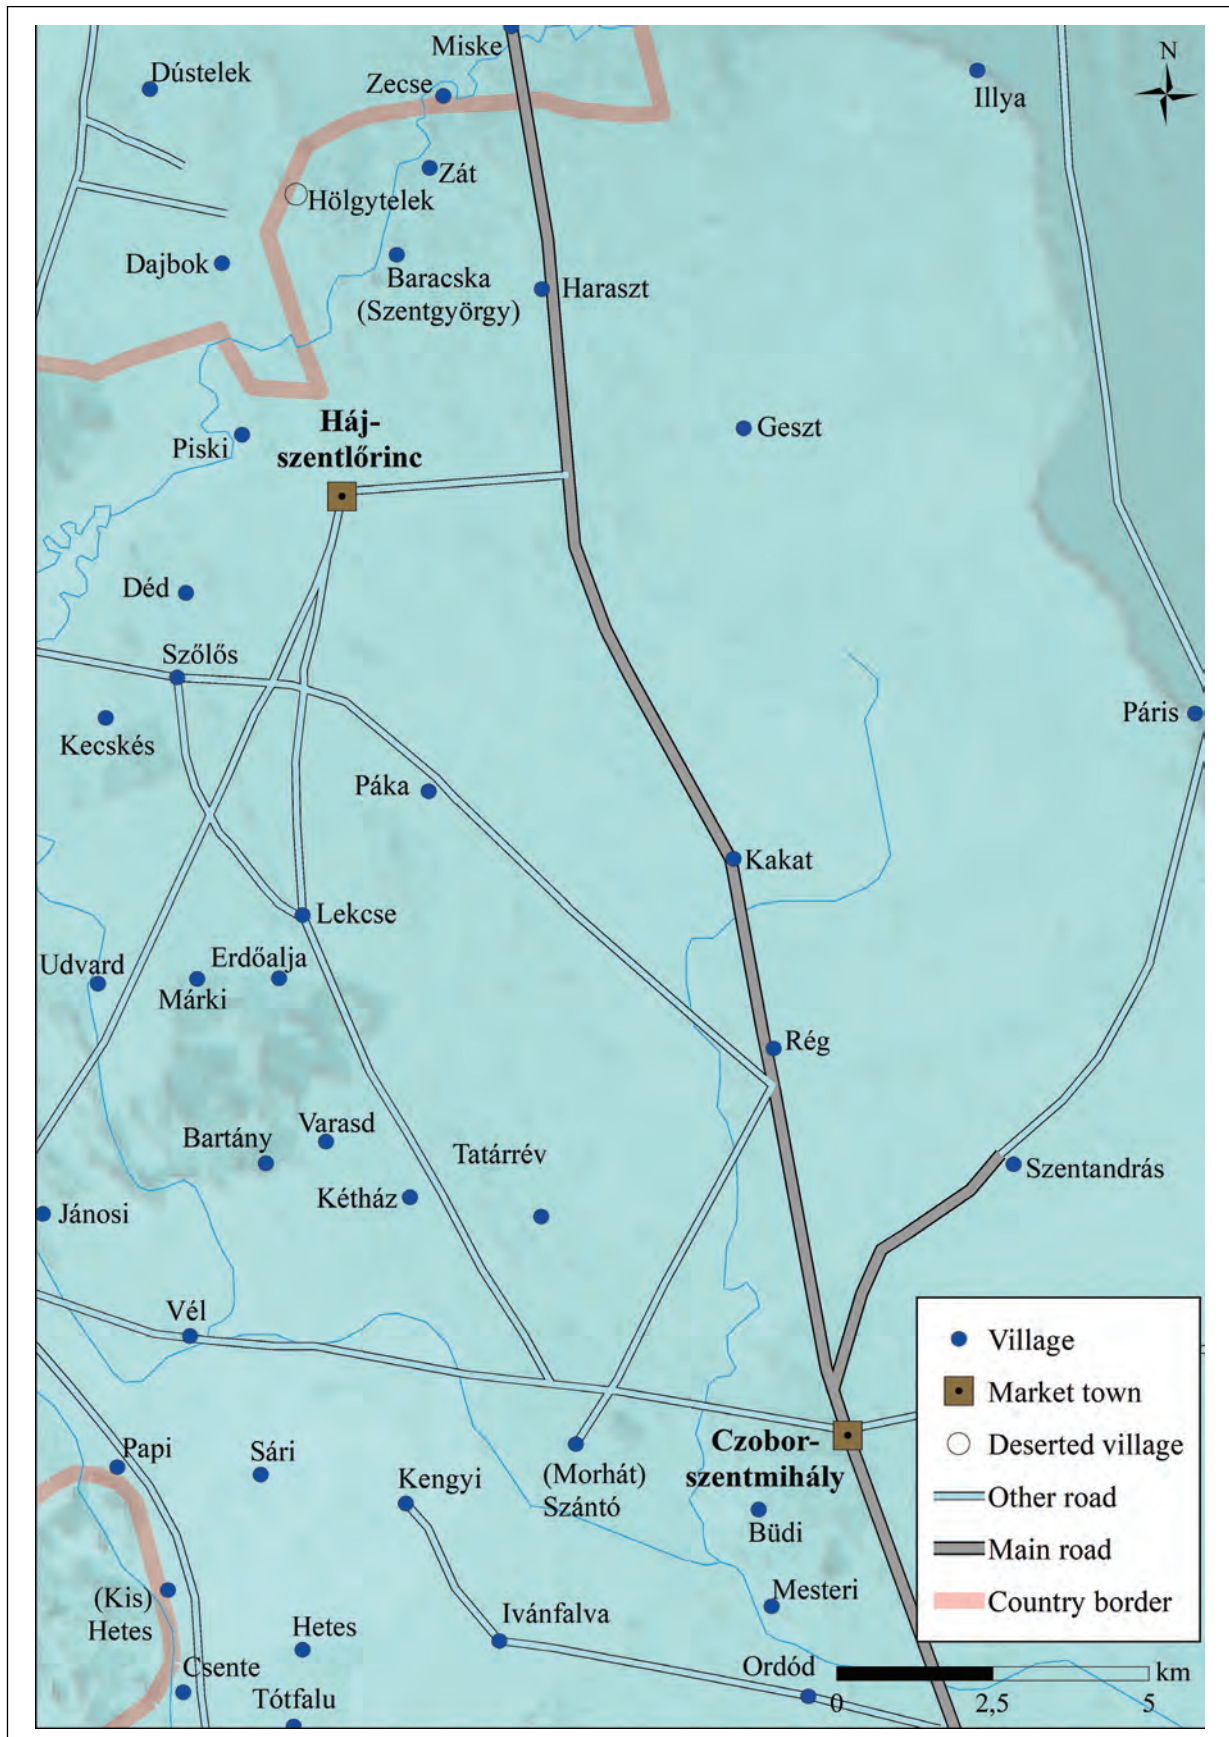 Miske
N
Dústelek
Zecse
Illya
Zát
Hölgytelek
Dajbok
Baracska
(Szentgyörgy)
Haraszt
Háj-
szentlőrinc
Piski
Geszt
Déd
Szőlős
Kecskés
Páris
Páka
Kakat
Lekcse
Udvard
Erdőalja
Márki
Rég
Varasd
Bartány
Tatárrév
Szentandrás
Kétház
Jánosi
Vél
Village
Market town
Deserted village
Other road
Main road
Country border
Papi
Sári
Kengyi
(Morhát)
Szántó
Czobor-
szentmihály
Büdi
(Kis)
Hetes
Mesteri
Ivánfalva
Hetes
Csente
Tótfalu
Ordód
km
0
2,5
5